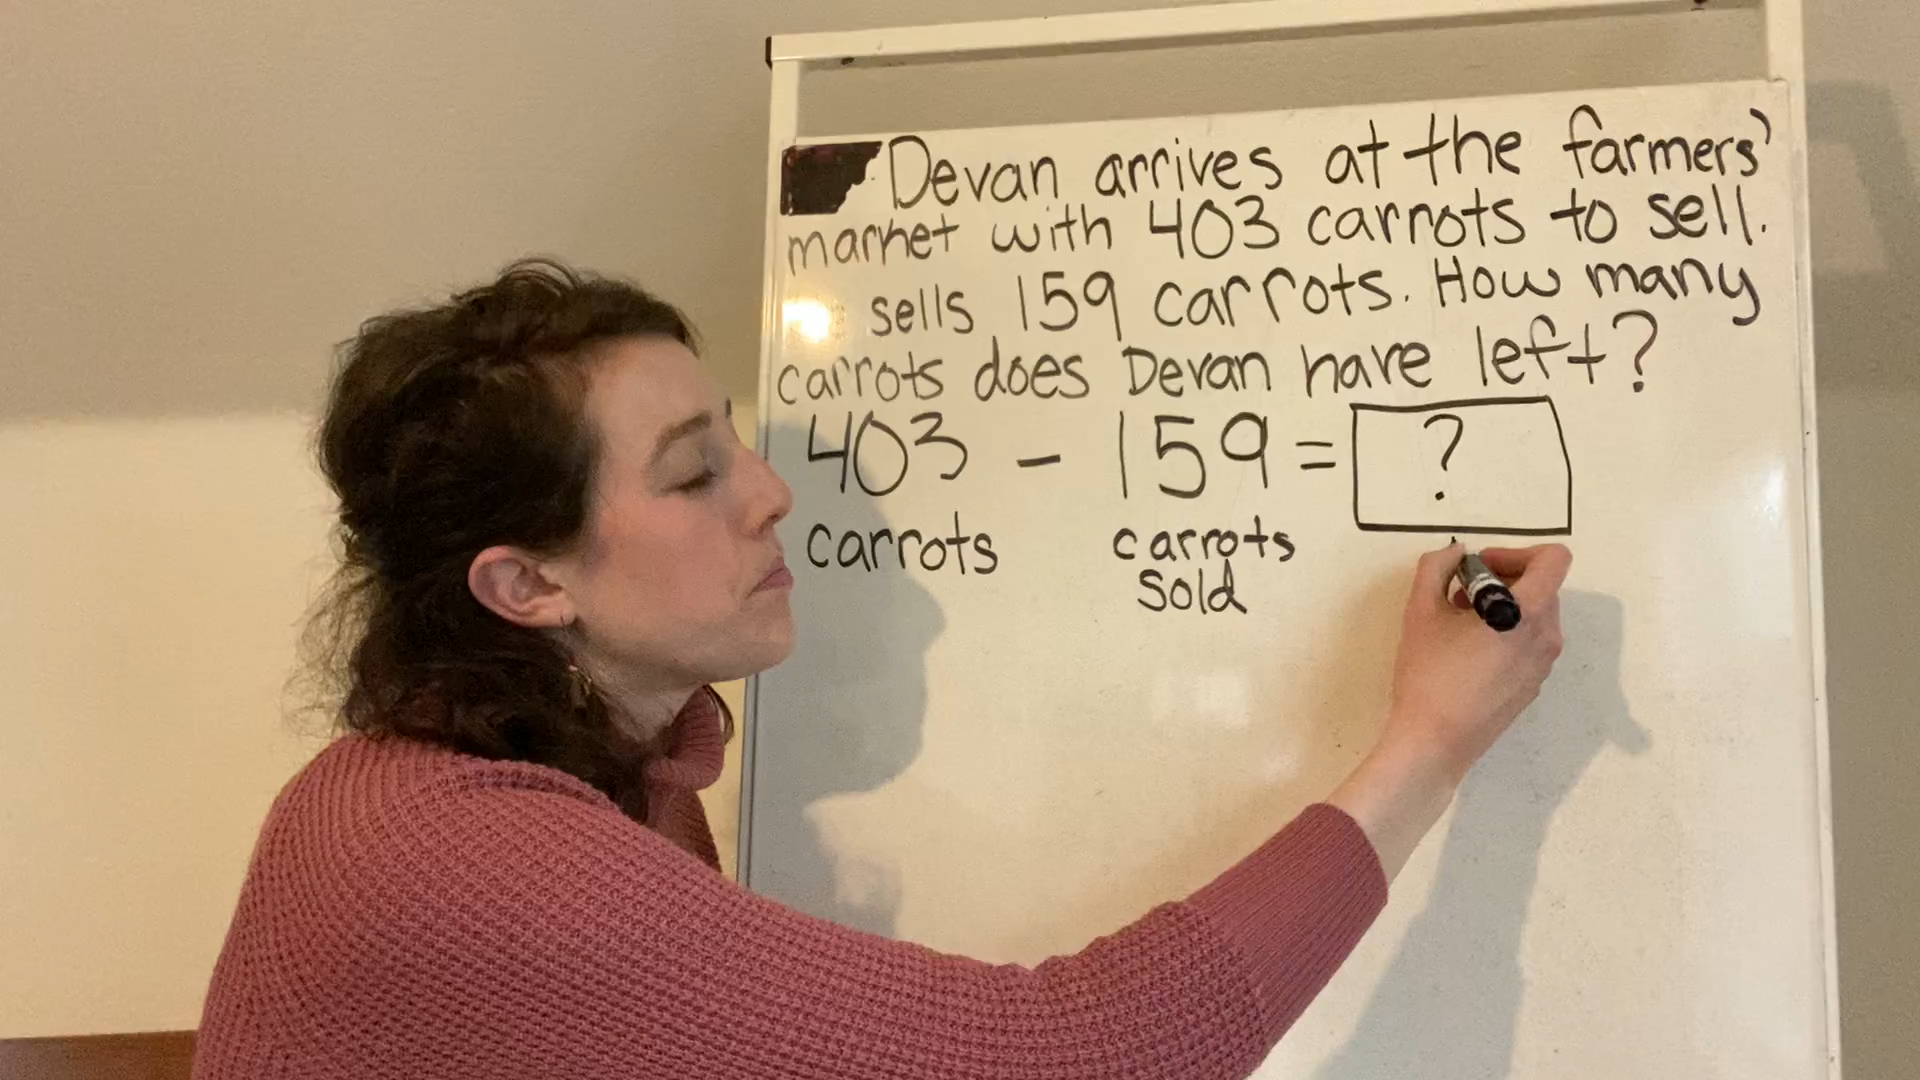 Devan arrives at the farmers'
market with 403 carrots to sell.
sells 159 carrots. How many
carrots does Devan have left?
403 - 159 = ?
carrots carrots
sold